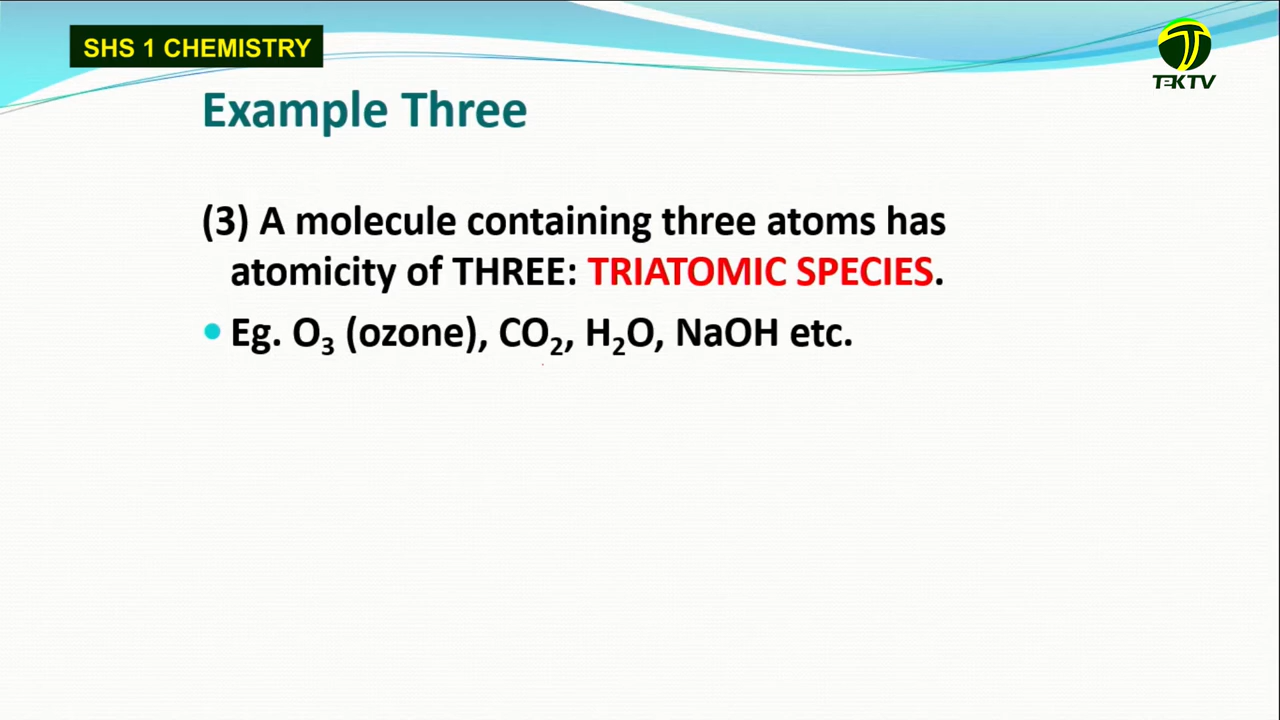 SHS 1 CHEMISTRY
TEKTV
Example Three
(3) A molecule containing three atoms has
atomicity of THREE: TRIATOMIC SPECIES.
• Eg. O₃ (ozone), CO₂, H₂O, NaOH etc.